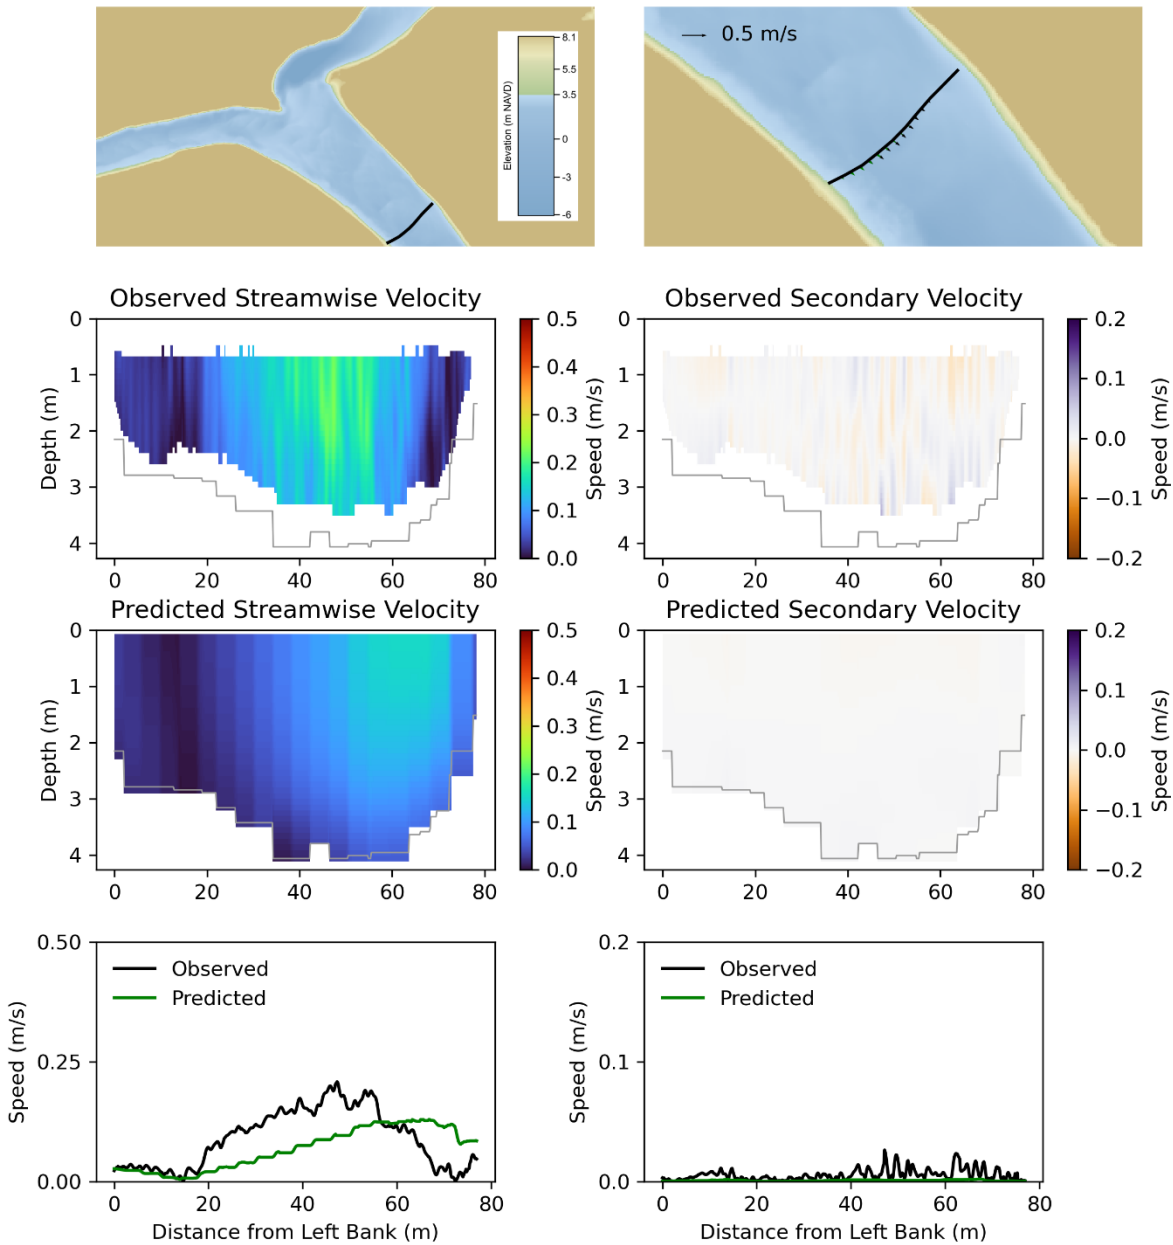 8.1
5.5
3.5
0
-3
-6
Elevation (m NAVD)
0.5 m/s
Observed Streamwise Velocity
0
1
2
3
4
Depth (m)
0 20 40 60 80
0.5
0.4
0.3
0.2
0.1
0.0
Speed (m/s)
Observed Secondary Velocity
0
1
2
3
4
0 20 40 60 80
0.2
0.1
0.0
−0.1
−0.2
Speed (m/s)
Predicted Streamwise Velocity
0
1
2
3
4
Depth (m)
0 20 40 60 80
0.5
0.4
0.3
0.2
0.1
0.0
Speed (m/s)
Predicted Secondary Velocity
0
1
2
3
4
0 20 40 60 80
0.2
0.1
0.0
−0.1
−0.2
Speed (m/s)
0.50
0.25
0.00
Speed (m/s)
Observed
Predicted
0 20 40 60 80
Distance from Left Bank (m)
0.2
0.1
0.0
Speed (m/s)
Observed
Predicted
0 20 40 60 80
Distance from Left Bank (m)